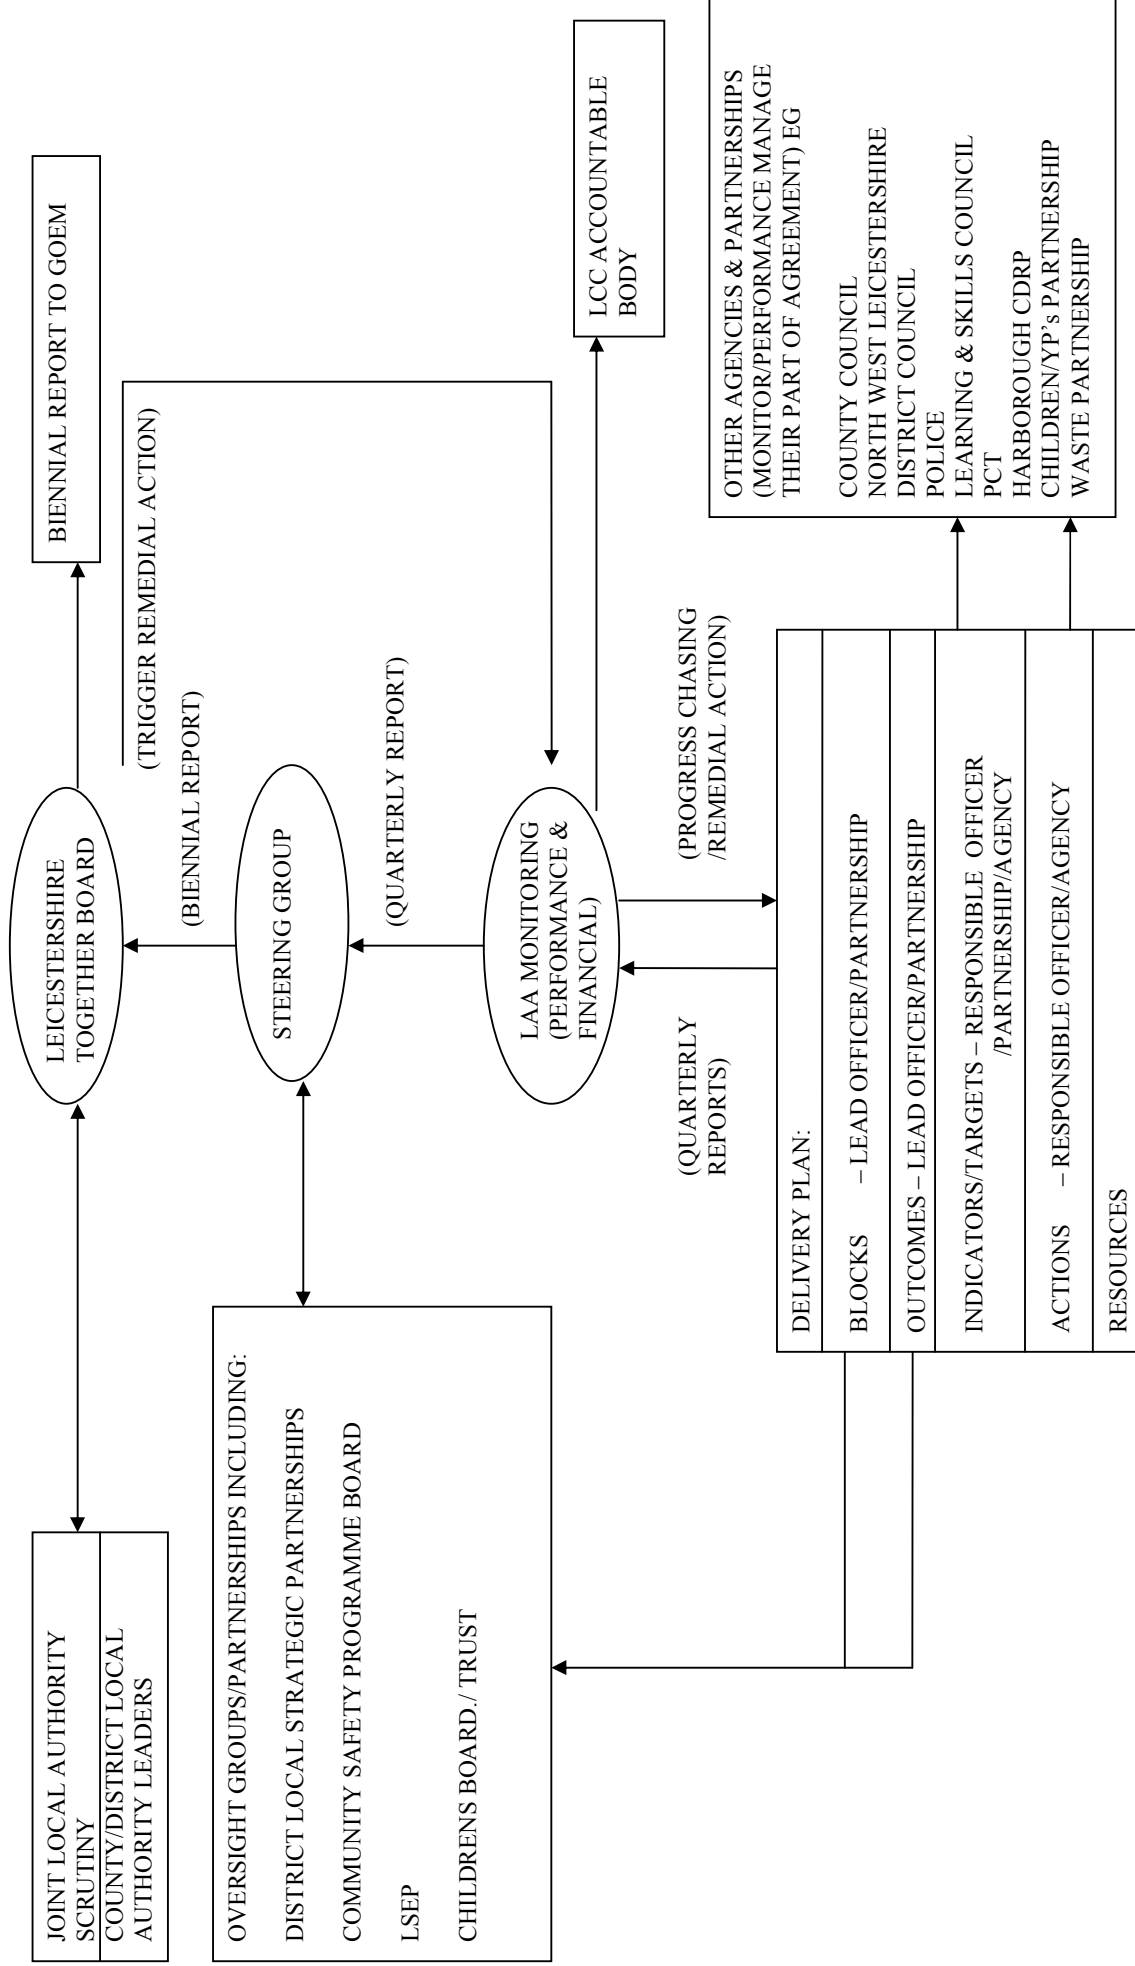 JOINT LOCAL AUTHORITY
SCRUTINY
COUNTY/DISTRICT LOCAL
AUTHORITY LEADERS
LEICESTERSHIRE
TOGETHER BOARD
BIENNIAL REPORT TO GOEM
(TRIGGER REMEDIAL ACTION)
(BIENNIAL REPORT)
OVERSIGHT GROUPS/PARTNERSHIPS INCLUDING:
DISTRICT LOCAL STRATEGIC PARTNERSHIPS
COMMUNITY SAFETY PROGRAMME BOARD
LSEP
CHILDRENS BOARD./ TRUST
STEERING GROUP
(QUARTERLY REPORT)
LAA MONITORING
(PERFORMANCE &
FINANCIAL)
LCC ACCOUNTABLE
BODY
(QUARTERLY
REPORTS)
(PROGRESS CHASING
/REMEDIAL ACTION)
DELIVERY PLAN:
BLOCKS – LEAD OFFICER/PARTNERSHIP
OUTCOMES – LEAD OFFICER/PARTNERSHIP
INDICATORS/TARGETS – RESPONSIBLE OFFICER
/PARTNERSHIP/AGENCY
ACTIONS – RESPONSIBLE OFFICER/AGENCY
RESOURCES
OTHER AGENCIES & PARTNERSHIPS
(MONITOR/PERFORMANCE MANAGE
THEIR PART OF AGREEMENT) EG
COUNTY COUNCIL
NORTH WEST LEICESTERSHIRE
DISTRICT COUNCIL
POLICE
LEARNING & SKILLS COUNCIL
PCT
HARBOROUGH CDRP
CHILDREN/YP’s PARTNERSHIP
WASTE PARTNERSHIP